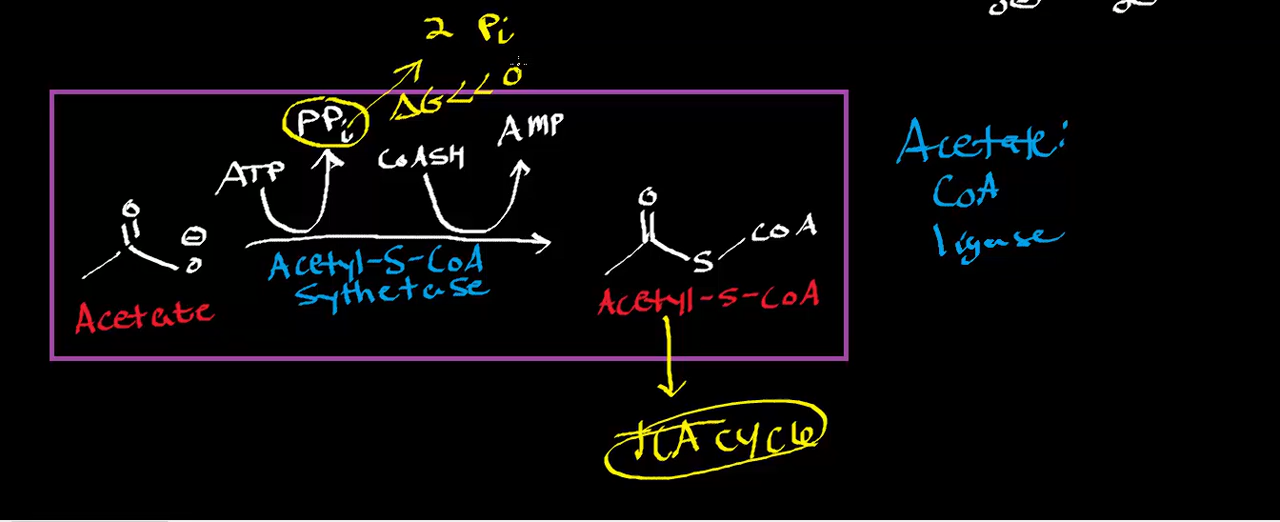 2 Pi
ΔG<<0
PPi
AMP
ATP
CoASH
O
O
⊖
O
S
CoA
Acetyl-S-CoA
Sythetase
Acetate
Acetyl-S-CoA
Acetate:
CoA
ligase
TCA cycle